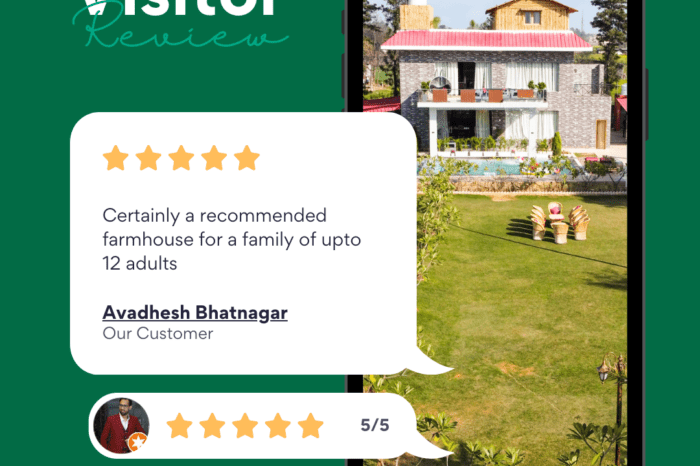 Visitor
Review
Certainly a recommended
farmhouse for a family of upto
12 adults
Avadhesh Bhatnagar
Our Customer
5/5